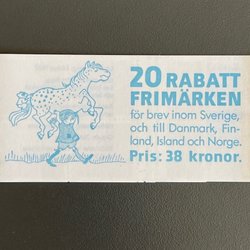 20 RABATT
FRIMÄRKEN
för brev inom Sverige,
och till Danmark, Fin-
land, Island och Norge.
Pris: 38 kronor.